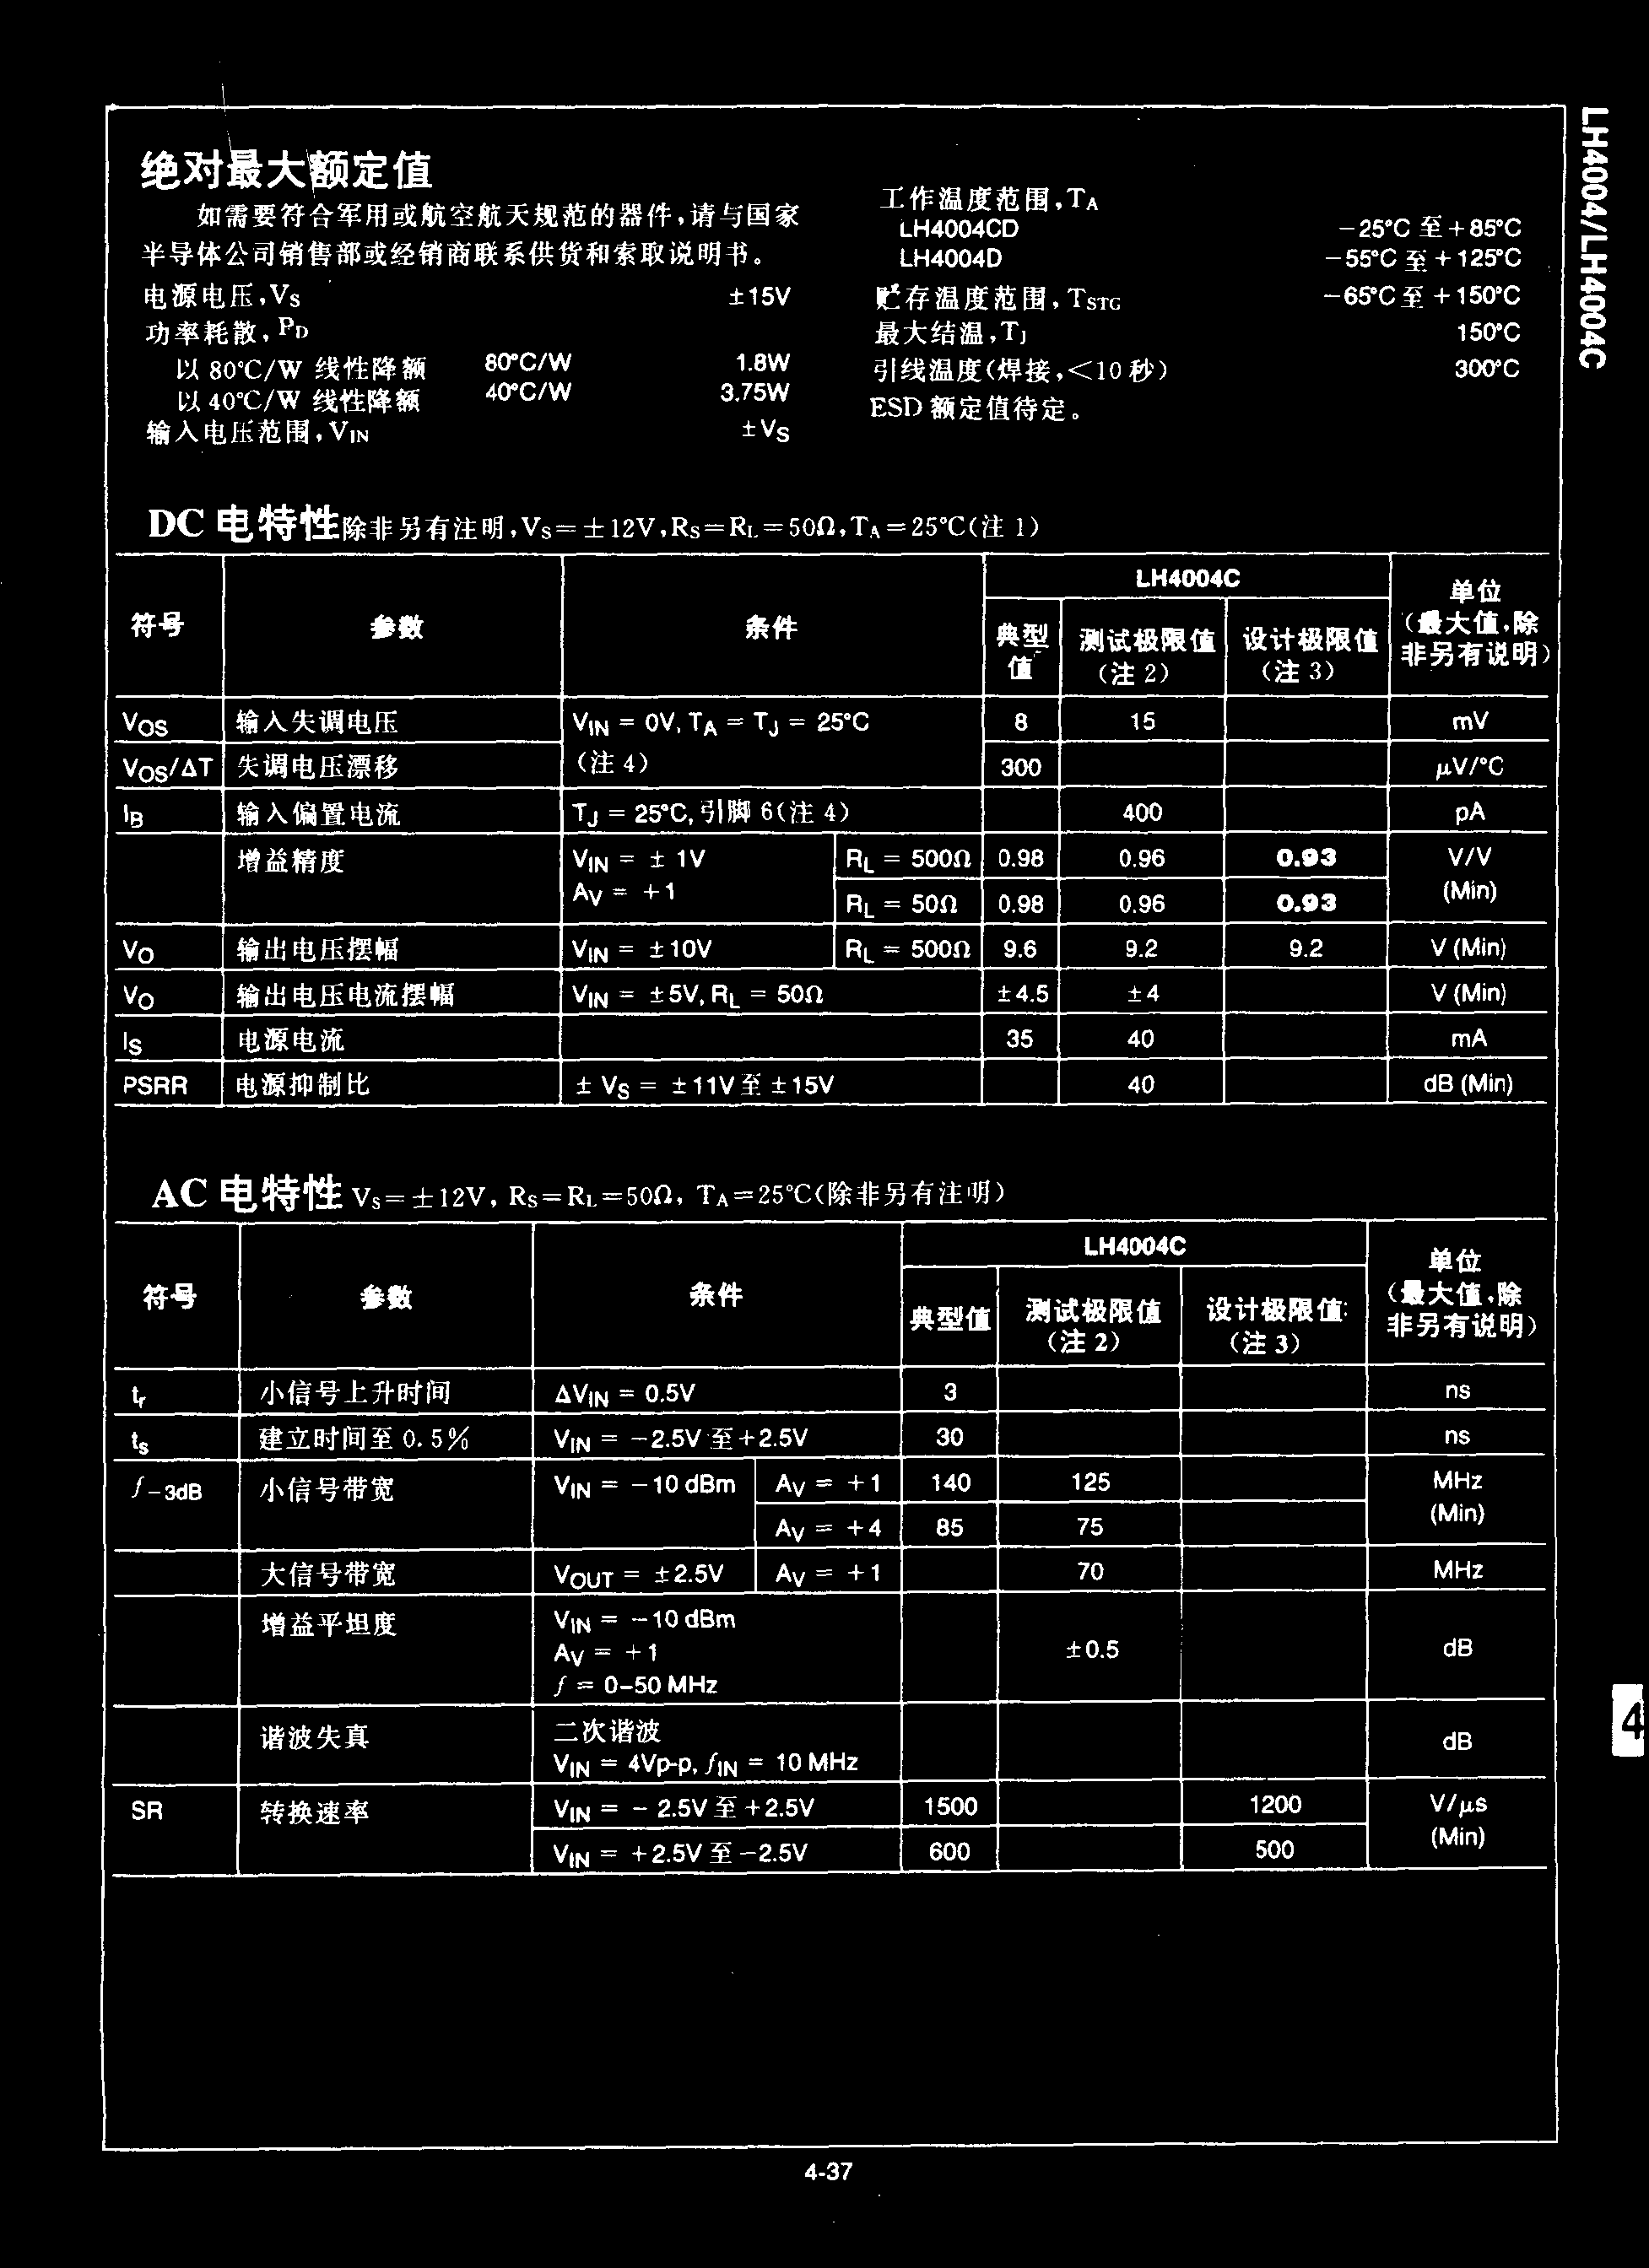 LH4004/LH4004C
绝对最大额定值
如需要符合军用或航空航天规范的器件,请与国家
半导体公司销售部或经销商联系供货和索取说明书。
电源电压,VS ±15V
功率耗散,PD
以 80℃/W 线性降额 80°C/W 1.8W
以 40℃/W 线性降额 40°C/W 3.75W
输入电压范围,VIN ±VS
工作温度范围,TA
LH4004CD −25°C 至 +85°C
LH4004D −55°C 至 +125°C
贮存温度范围,TSTG −65°C 至 +150°C
最大结温,TJ 150°C
引线温度(焊接,<10 秒) 300°C
ESD 额定值待定。
DC 电特性除非另有注明,VS=±12V,RS=RL=50Ω,TA=25℃(注 1)
符号 参数 条件 LH4004C 单位
(最大值,除
非另有说明)
典型
值 测试极限值
(注 2) 设计极限值
(注 3)
VOS 输入失调电压 VIN = 0V, TA = TJ = 25°C 8 15 mV
VOS/ΔT 失调电压漂移 (注 4) 300 μV/°C
IB 输入偏置电流 TJ = 25°C, 引脚 6(注 4) 400 pA
增益精度 VIN = ± 1V RL = 500Ω 0.98 0.96 0.93 V/V
AV = +1 RL = 50Ω 0.98 0.96 0.93 (Min)
VO 输出电压摆幅 VIN = ±10V RL = 500Ω 9.6 9.2 9.2 V (Min)
VO 输出电压电流摆幅 VIN = ±5V, RL = 50Ω ±4.5 ±4 V (Min)
IS 电源电流 35 40 mA
PSRR 电源抑制比 ± VS = ±11V 至 ±15V 40 dB (Min)
AC 电特性 VS=±12V, RS=RL=50Ω, TA=25℃(除非另有注明)
符号 参数 条件 LH4004C 单位
(最大值,除
非另有说明)
典型值 测试极限值
(注 2) 设计极限值
(注 3)
tr 小信号上升时间 ΔVIN = 0.5V 3 ns
ts 建立时间至 0.5% VIN = −2.5V 至 +2.5V 30 ns
f−3dB 小信号带宽 VIN = −10 dBm AV = +1 140 125 MHz
(Min)
AV = +4 85 75
大信号带宽 VOUT = ±2.5V AV = +1 70 MHz
增益平坦度 VIN = −10 dBm
AV = +1 ±0.5 dB
f = 0–50 MHz
谐波失真 二次谐波 dB
VIN = 4Vp-p, fIN = 10 MHz
SR 转换速率 VIN = − 2.5V 至 +2.5V 1500 1200 V/μs
(Min)
VIN = +2.5V 至 −2.5V 600 500
4
4-37